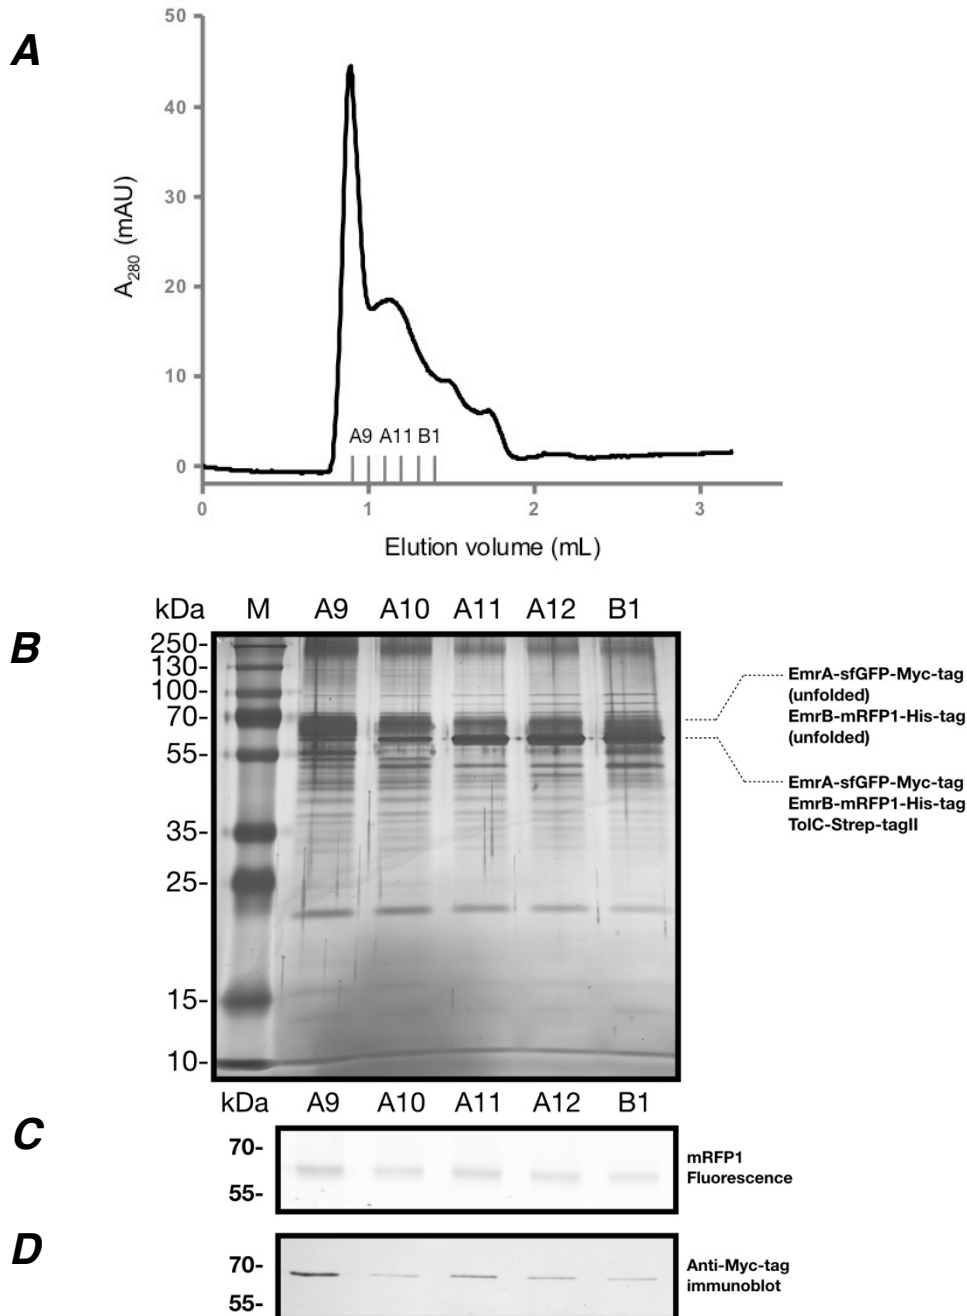 A
50
40
30
20
10
0
A280 (mAU)
A9 A11 B1
0 1 2 3
Elution volume (mL)
B
kDa M A9 A10 A11 A12 B1
250-
130-
100-
70-
55-
35-
25-
15-
10-
EmrA-sfGFP-Myc-tag
(unfolded)
EmrB-mRFP1-His-tag
(unfolded)
EmrA-sfGFP-Myc-tag
EmrB-mRFP1-His-tag
TolC-Strep-tagII
kDa A9 A10 A11 A12 B1
C
70-
55-
mRFP1
Fluorescence
D
70-
55-
Anti-Myc-tag
immunoblot